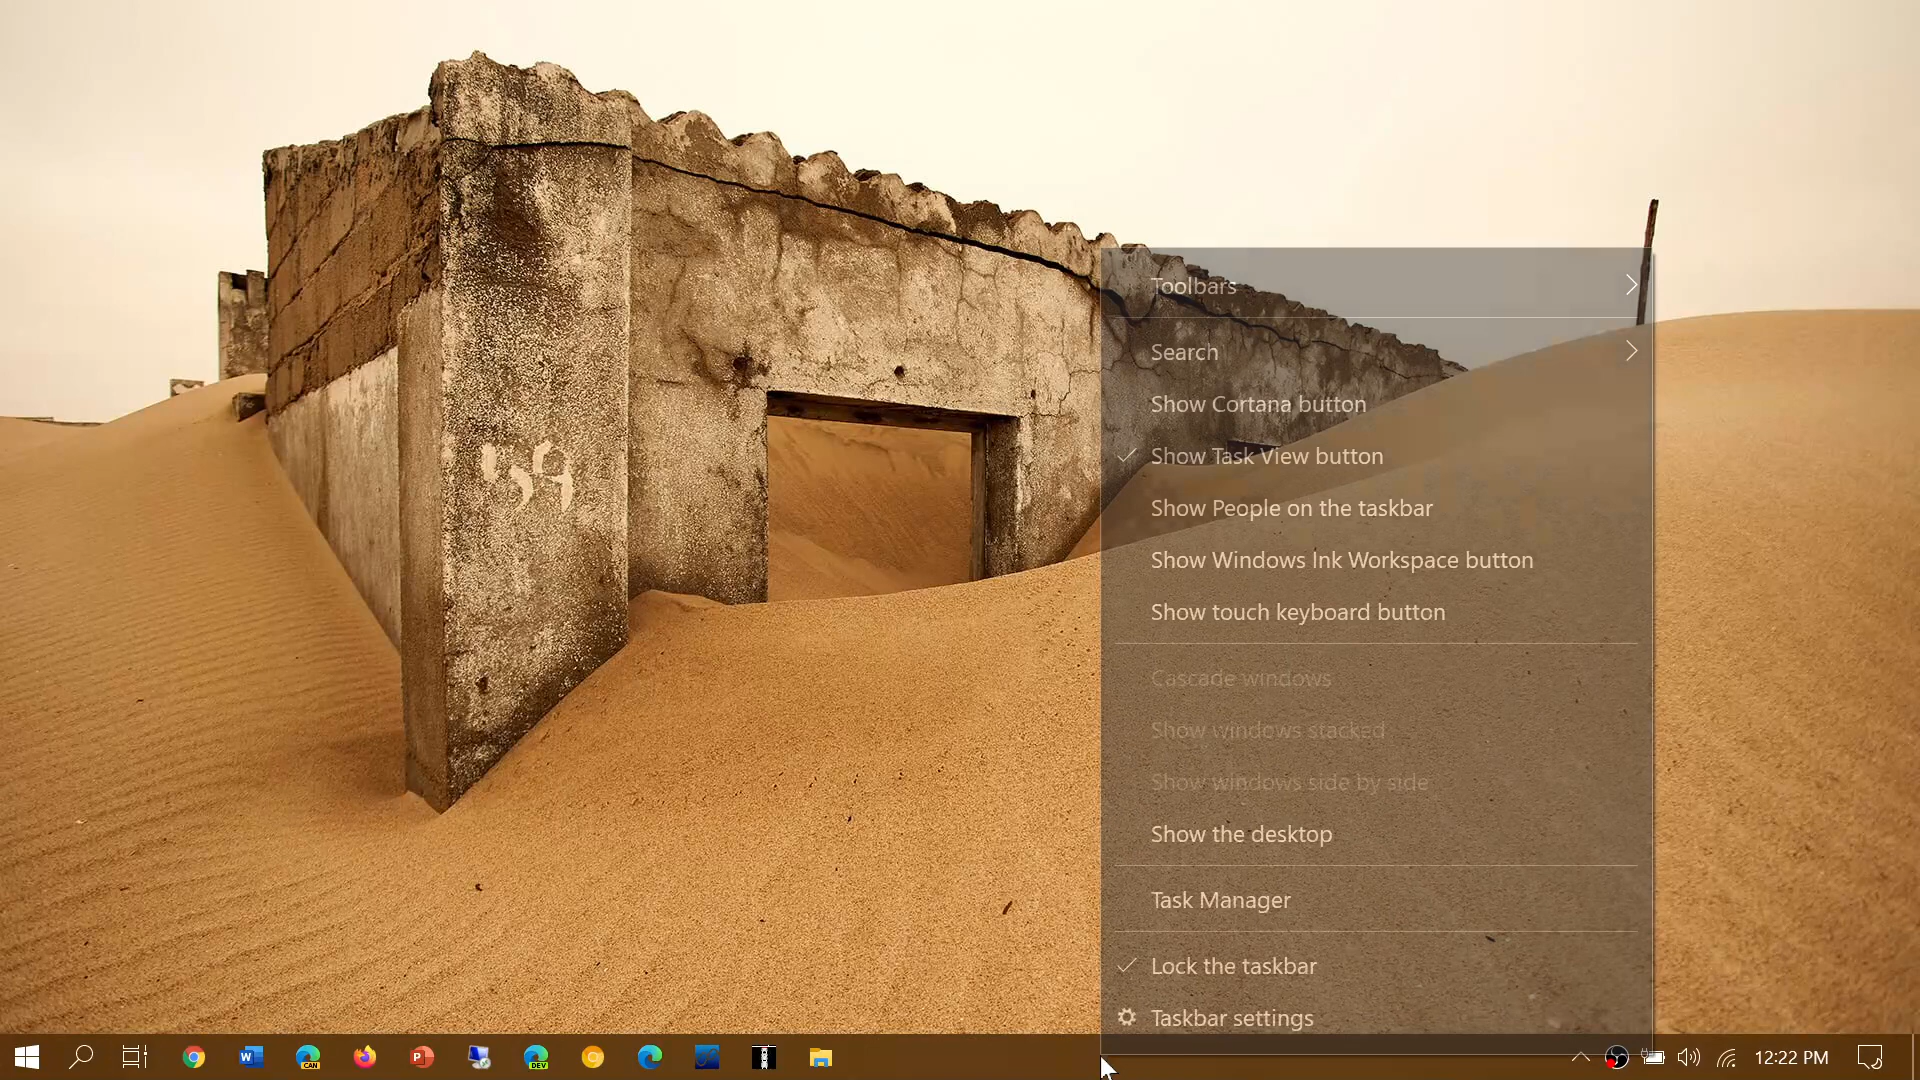 Toolbars
Search
Show Cortana button
Show Task View button
Show People on the taskbar
Show Windows Ink Workspace button
Show touch keyboard button
Cascade windows
Show windows stacked
Show windows side by side
Show the desktop
Task Manager
Lock the taskbar
Taskbar settings
W
CAN
P
DEV
12:22 PM